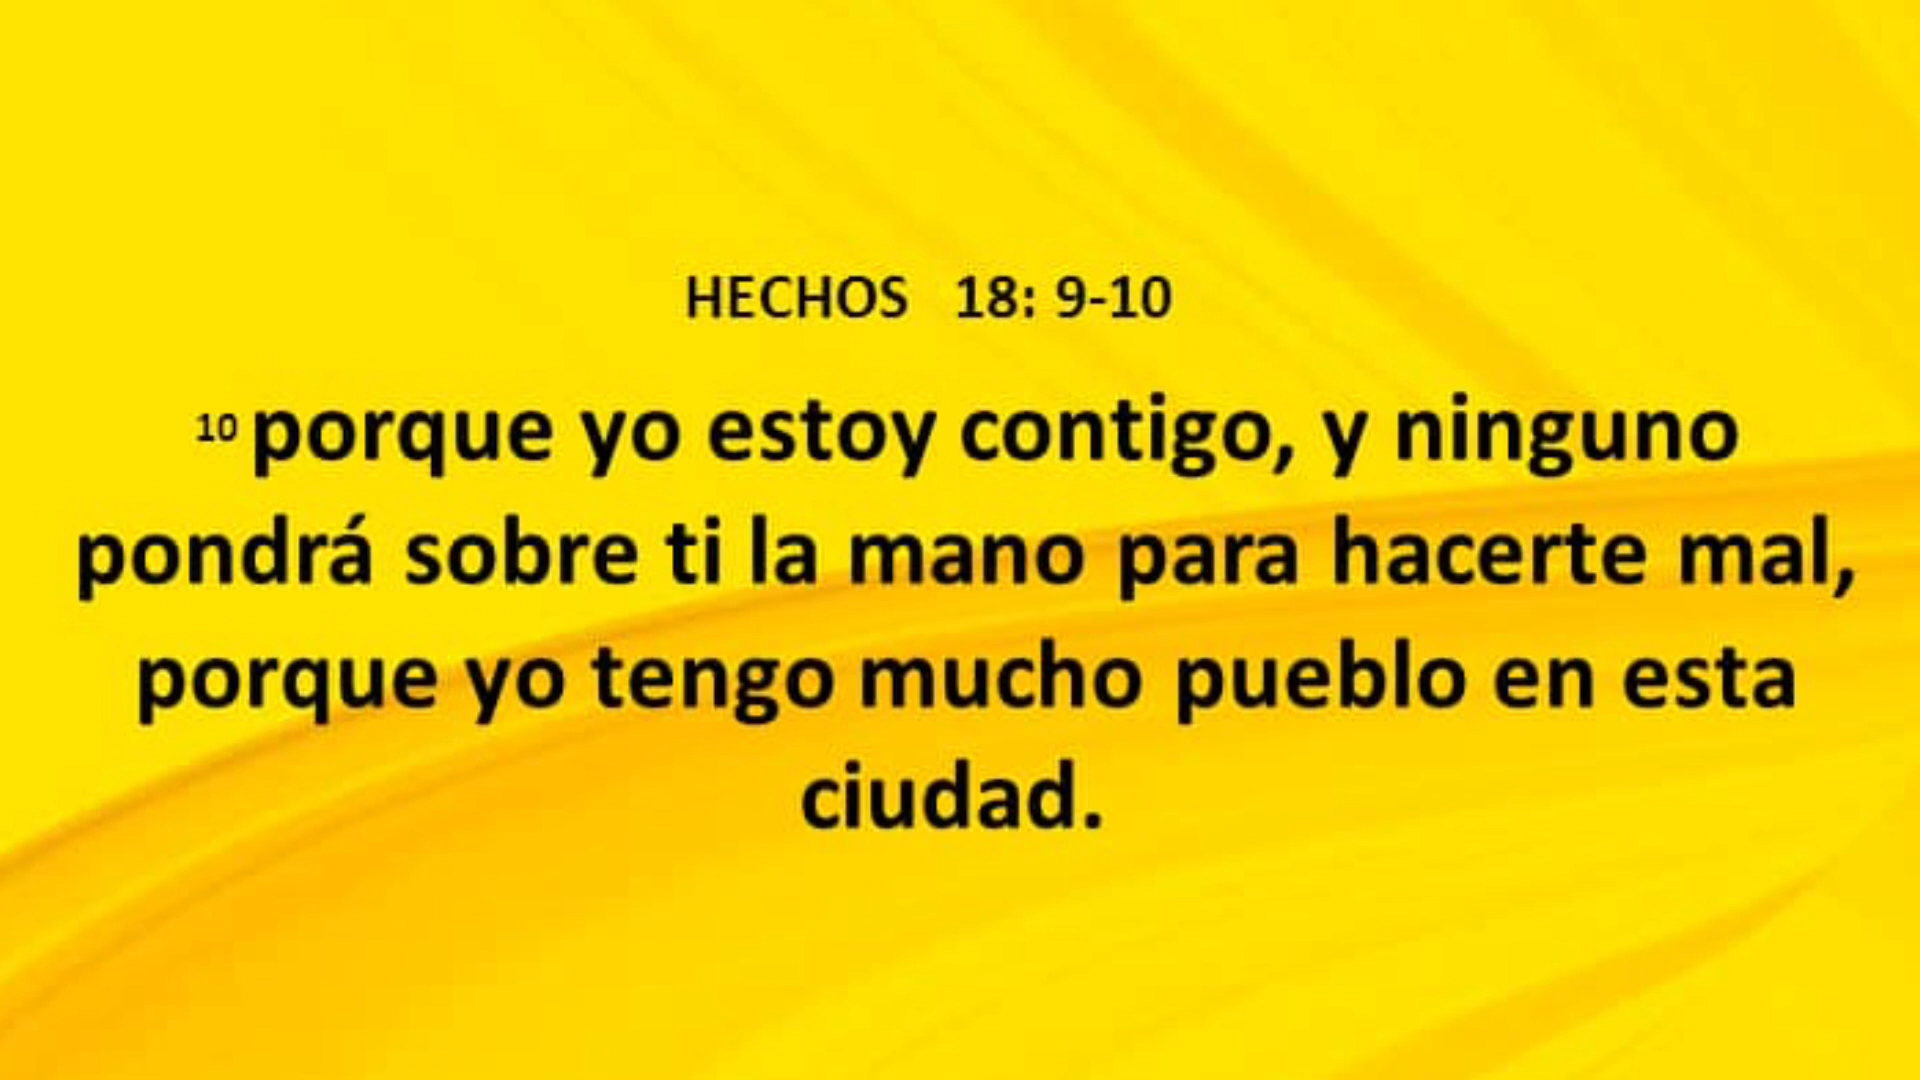 HECHOS 18: 9-10
10 porque yo estoy contigo, y ninguno
pondrá sobre ti la mano para hacerte mal,
porque yo tengo mucho pueblo en esta
ciudad.